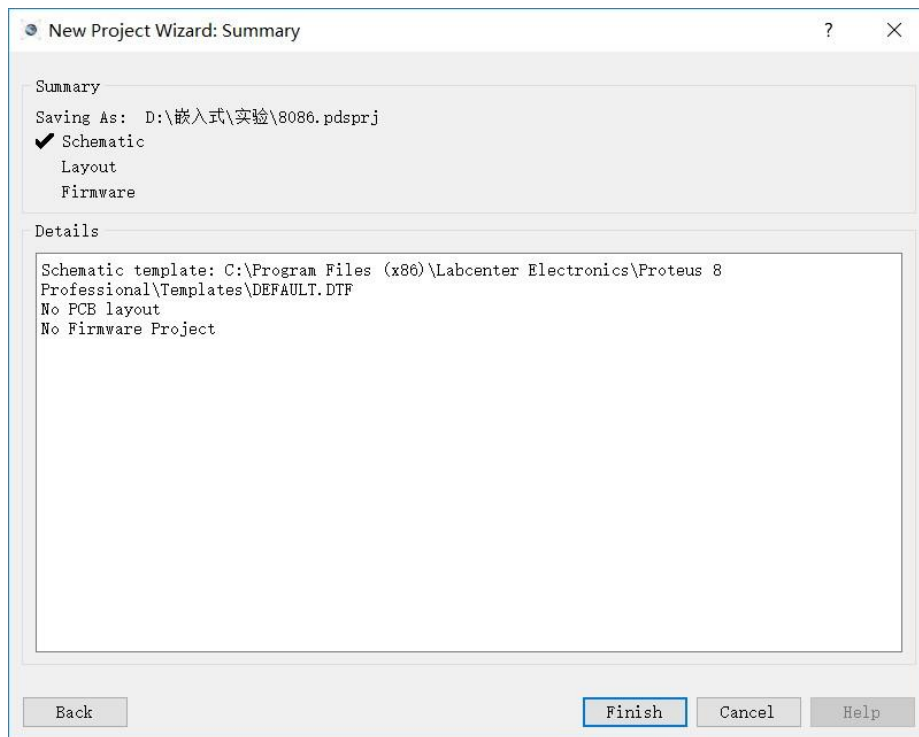 New Project Wizard: Summary
?
Summary
Saving As: D:\嵌入式\实验\8086.pdsprj
Schematic
Layout
Firmware
Details
Schematic template: C:\Program Files (x86)\Labcenter Electronics\Proteus 8
Professional\Templates\DEFAULT.DTF
No PCB layout
No Firmware Project
Back
Finish
Cancel
Help